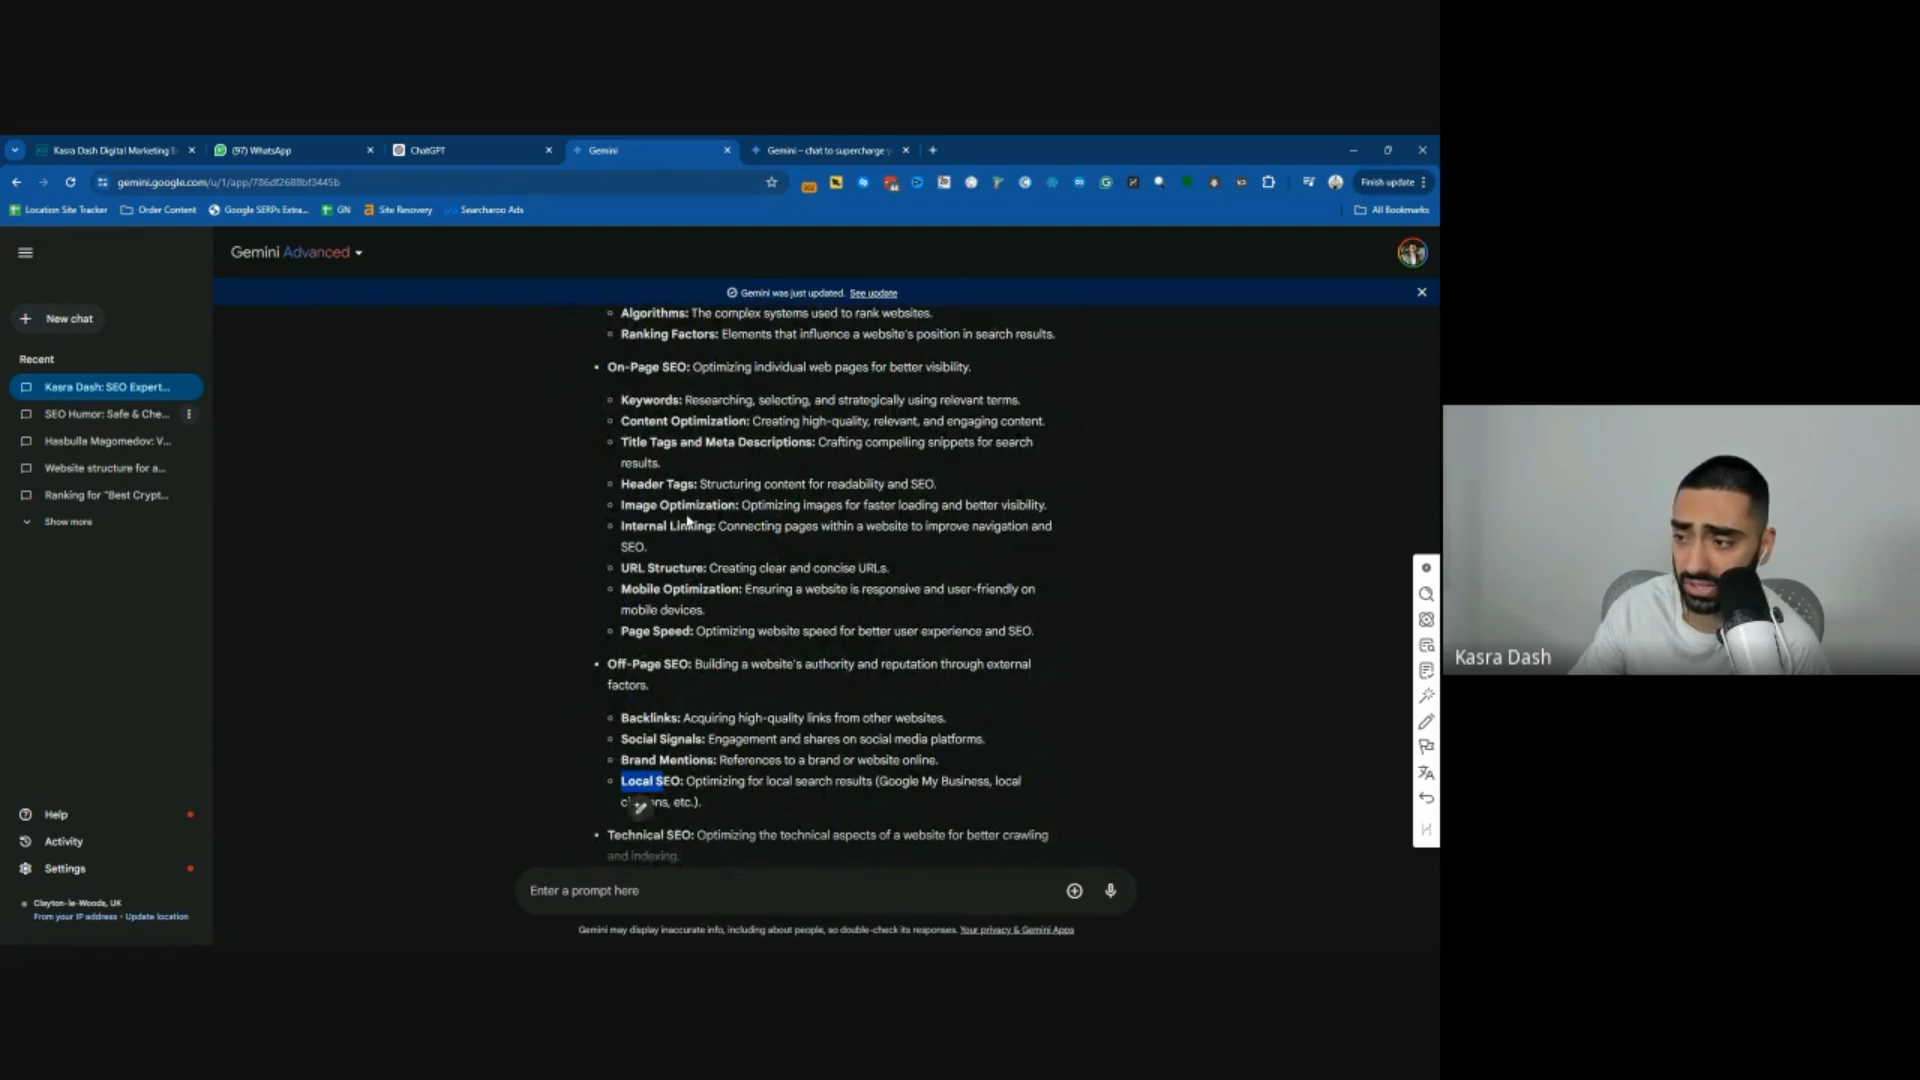 Kasra Dash Digital Marketing E
(97) WhatsApp
ChatGPT
Gemini
Gemini – chat to supercharge y
gemini.google.com/u/1/app/786df2688bf3445b
Finish update
Location Site Tracker
Order Content
Google SERPs Extra...
GN
Site Recovery
Searcharoo Ads
All Bookmarks
Gemini Advanced
Gemini was just updated. See update
New chat
Recent
Kasra Dash: SEO Expert...
SEO Humor: Safe & Che...
Hasbulla Magomedov: V...
Website structure for a...
Ranking for "Best Crypt...
Show more
Help
Activity
Settings
Clayton-le-Woods, UK
From your IP address • Update location
Algorithms: The complex systems used to rank websites.
Ranking Factors: Elements that influence a website's position in search results.
On-Page SEO: Optimizing individual web pages for better visibility.
Keywords: Researching, selecting, and strategically using relevant terms.
Content Optimization: Creating high-quality, relevant, and engaging content.
Title Tags and Meta Descriptions: Crafting compelling snippets for search
results.
Header Tags: Structuring content for readability and SEO.
Image Optimization: Optimizing images for faster loading and better visibility.
Internal Linking: Connecting pages within a website to improve navigation and
SEO.
URL Structure: Creating clear and concise URLs.
Mobile Optimization: Ensuring a website is responsive and user-friendly on
mobile devices.
Page Speed: Optimizing website speed for better user experience and SEO.
Off-Page SEO: Building a website's authority and reputation through external
factors.
Backlinks: Acquiring high-quality links from other websites.
Social Signals: Engagement and shares on social media platforms.
Brand Mentions: References to a brand or website online.
Local SEO: Optimizing for local search results (Google My Business, local
etc.).
Technical SEO: Optimizing the technical aspects of a website for better crawling
and indexing.
Enter a prompt here
Gemini may display inaccurate info, including about people, so double-check its responses. Your privacy & Gemini Apps
Kasra Dash